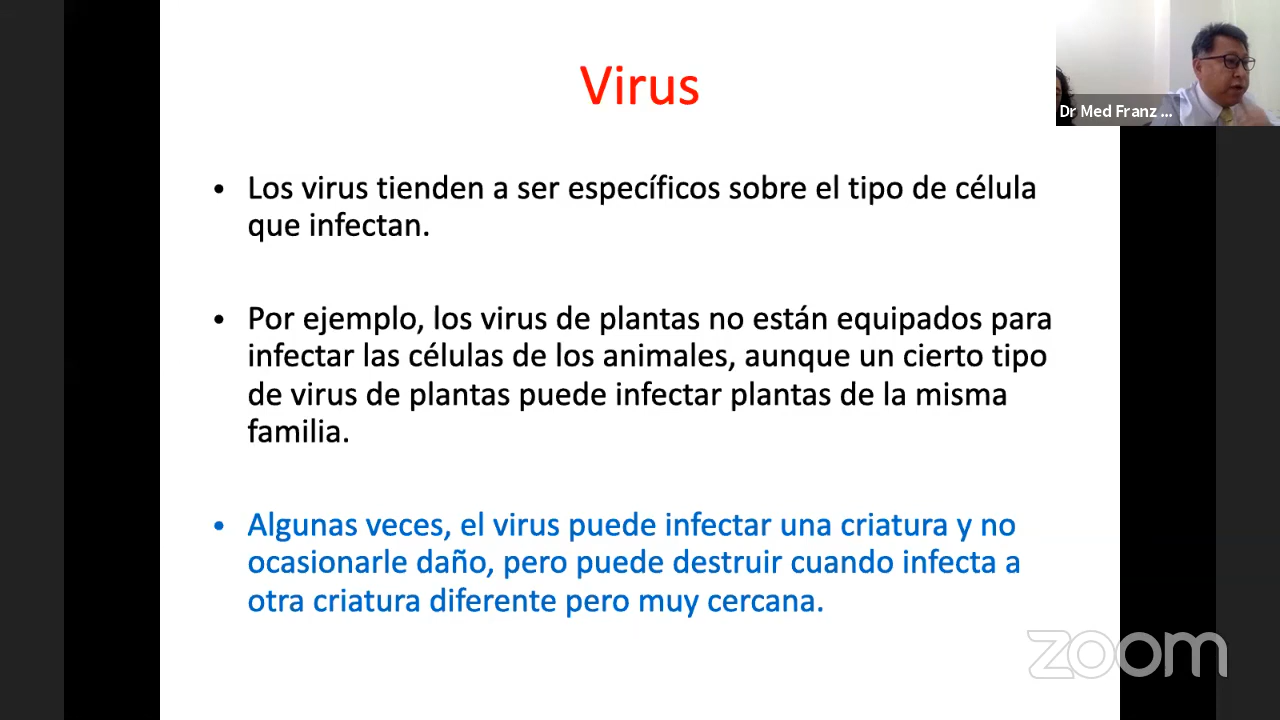 Virus
Dr Med Franz ...
• Los virus tienden a ser específicos sobre el tipo de célula
que infectan.
• Por ejemplo, los virus de plantas no están equipados para
infectar las células de los animales, aunque un cierto tipo
de virus de plantas puede infectar plantas de la misma
familia.
• Algunas veces, el virus puede infectar una criatura y no
ocasionarle daño, pero puede destruir cuando infecta a
otra criatura diferente pero muy cercana.
zoom